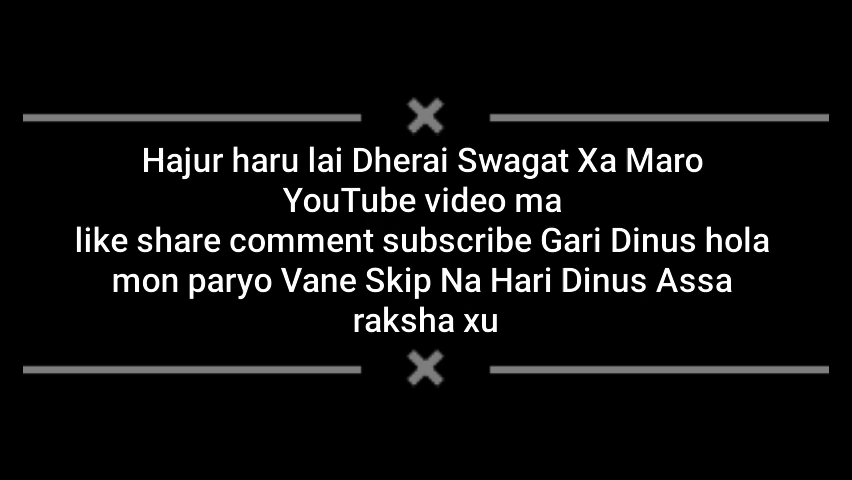 Hajur haru lai Dherai Swagat Xa Maro
YouTube video ma
like share comment subscribe Gari Dinus hola
mon paryo Vane Skip Na Hari Dinus Assa
raksha xu